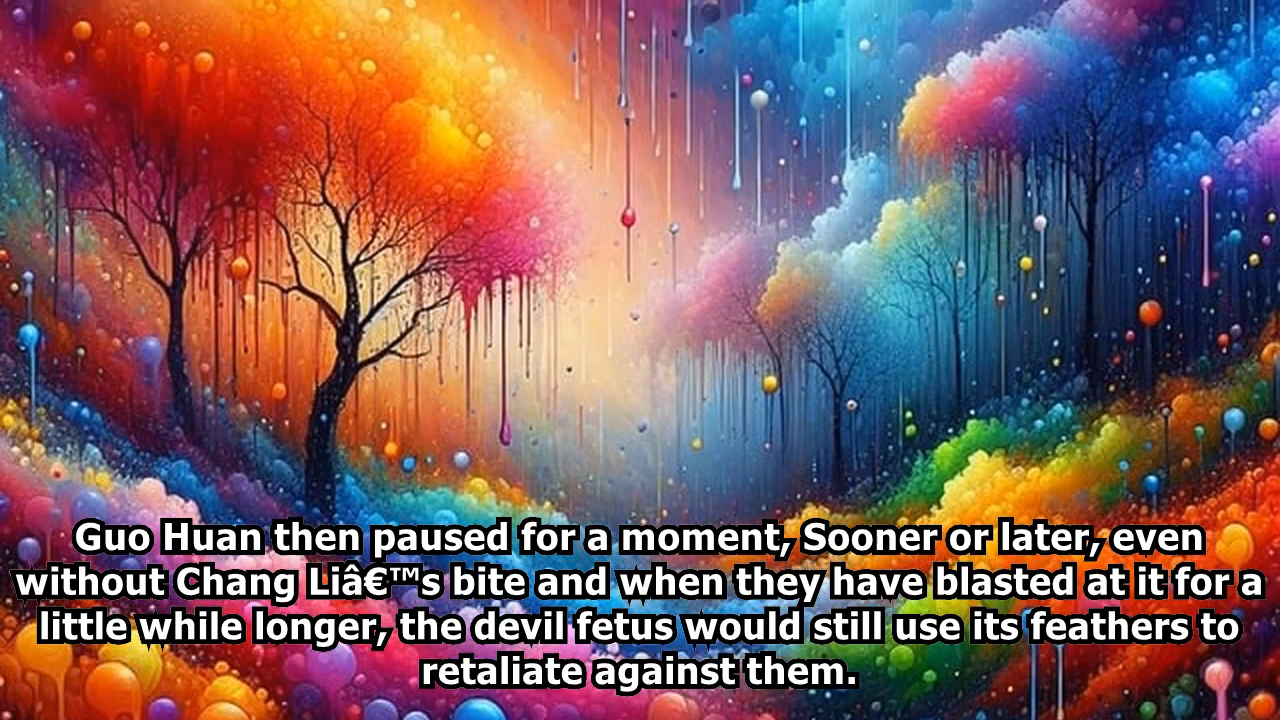 Guo Huan then paused for a moment, Sooner or later, even
without Chang Liâ€™s bite and when they have blasted at it for a
little while longer, the devil fetus would still use its feathers to
retaliate against them.